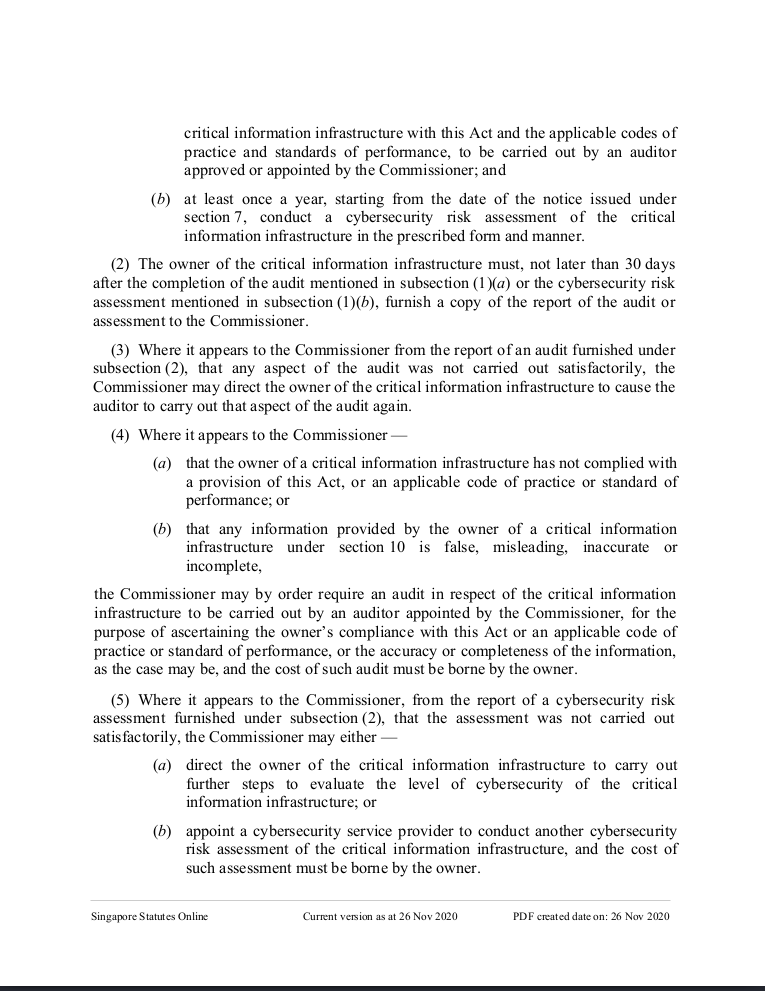 critical information infrastructure with this Act and the applicable codes of
practice and standards of performance, to be carried out by an auditor
approved or appointed by the Commissioner; and
(b) at least once a year, starting from the date of the notice issued under
section 7, conduct a cybersecurity risk assessment of the critical
information infrastructure in the prescribed form and manner.
(2) The owner of the critical information infrastructure must, not later than 30 days
after the completion of the audit mentioned in subsection (1)(a) or the cybersecurity risk
assessment mentioned in subsection (1)(b), furnish a copy of the report of the audit or
assessment to the Commissioner.
(3) Where it appears to the Commissioner from the report of an audit furnished under
subsection (2), that any aspect of the audit was not carried out satisfactorily, the
Commissioner may direct the owner of the critical information infrastructure to cause the
auditor to carry out that aspect of the audit again.
(4) Where it appears to the Commissioner —
(a) that the owner of a critical information infrastructure has not complied with
a provision of this Act, or an applicable code of practice or standard of
performance; or
(b) that any information provided by the owner of a critical information
infrastructure under section 10 is false, misleading, inaccurate or
incomplete,
the Commissioner may by order require an audit in respect of the critical information
infrastructure to be carried out by an auditor appointed by the Commissioner, for the
purpose of ascertaining the owner’s compliance with this Act or an applicable code of
practice or standard of performance, or the accuracy or completeness of the information,
as the case may be, and the cost of such audit must be borne by the owner.
(5) Where it appears to the Commissioner, from the report of a cybersecurity risk
assessment furnished under subsection (2), that the assessment was not carried out
satisfactorily, the Commissioner may either —
(a) direct the owner of the critical information infrastructure to carry out
further steps to evaluate the level of cybersecurity of the critical
information infrastructure; or
(b) appoint a cybersecurity service provider to conduct another cybersecurity
risk assessment of the critical information infrastructure, and the cost of
such assessment must be borne by the owner.
Singapore Statutes Online Current version as at 26 Nov 2020 PDF created date on: 26 Nov 2020